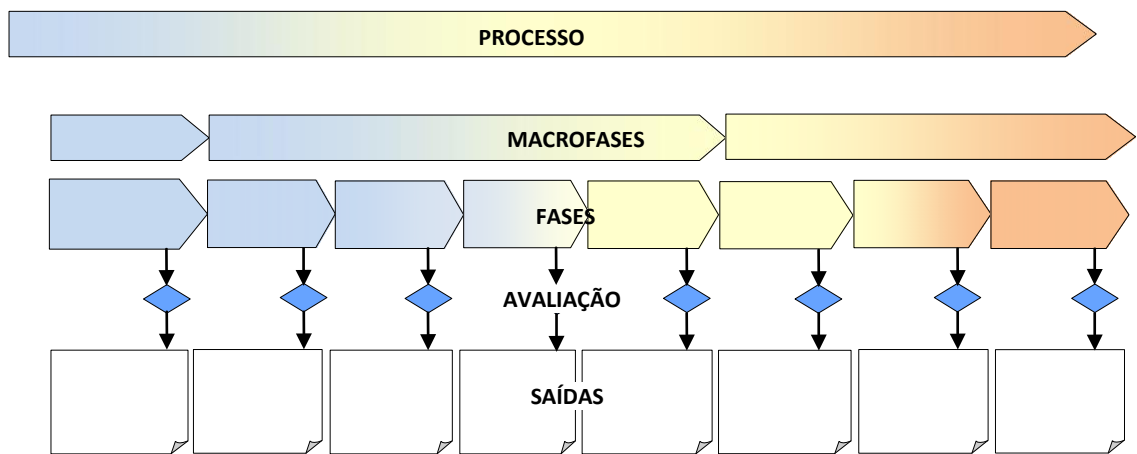 PROCESSO
MACROFASES
FASES
AVALIAÇÃO
SAÍDAS